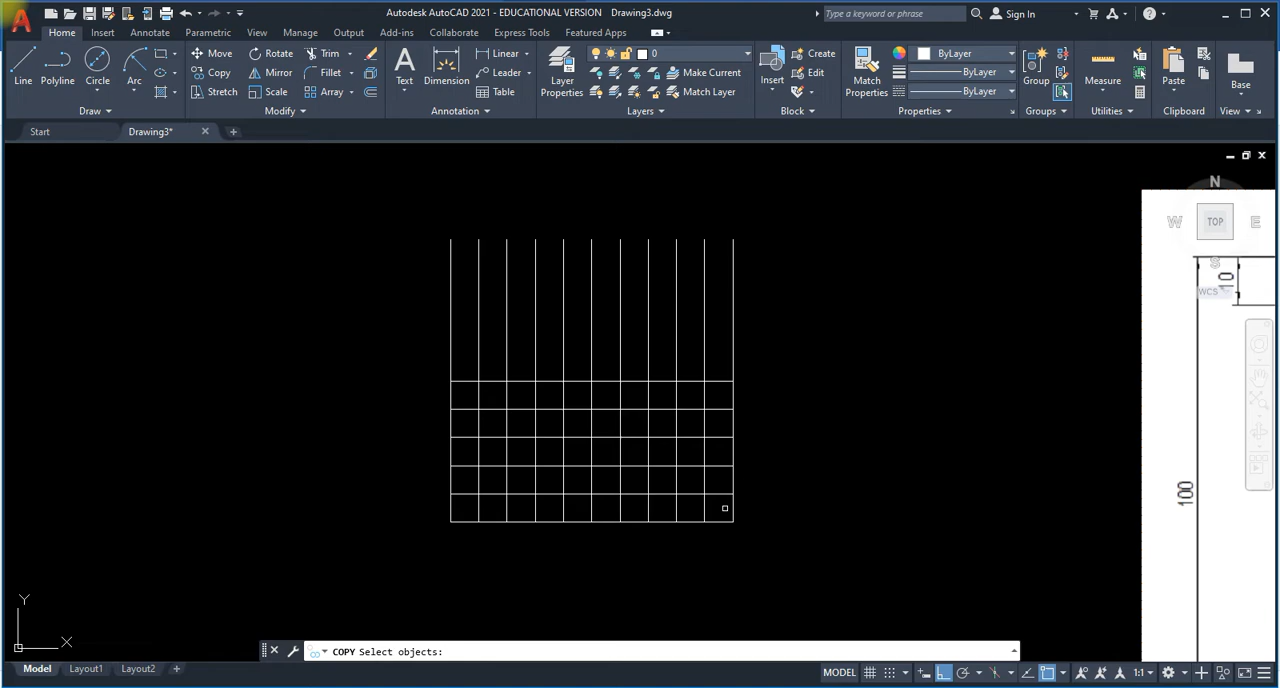 Autodesk AutoCAD 2021 - EDUCATIONAL VERSION Drawing3.dwg
Type a keyword or phrase
Sign In
Home Insert Annotate Parametric View Manage Output Add-ins Collaborate Express Tools Featured Apps
Line Polyline Circle Arc
Draw
Move Rotate Trim
Copy Mirror Fillet
Stretch Scale Array
Modify
Text Dimension
Linear
Leader
Table
Annotation
Layer Properties
0
Make Current
Match Layer
Layers
Insert
Create
Edit
Block
Match Properties
ByLayer
ByLayer
ByLayer
Properties
Group
Groups
Measure
Utilities
Paste
Clipboard
Base
View
Start Drawing3*
N
W TOP E
S
WCS
10
100
Y
X
COPY Select objects:
Model Layout1 Layout2
MODEL 1:1